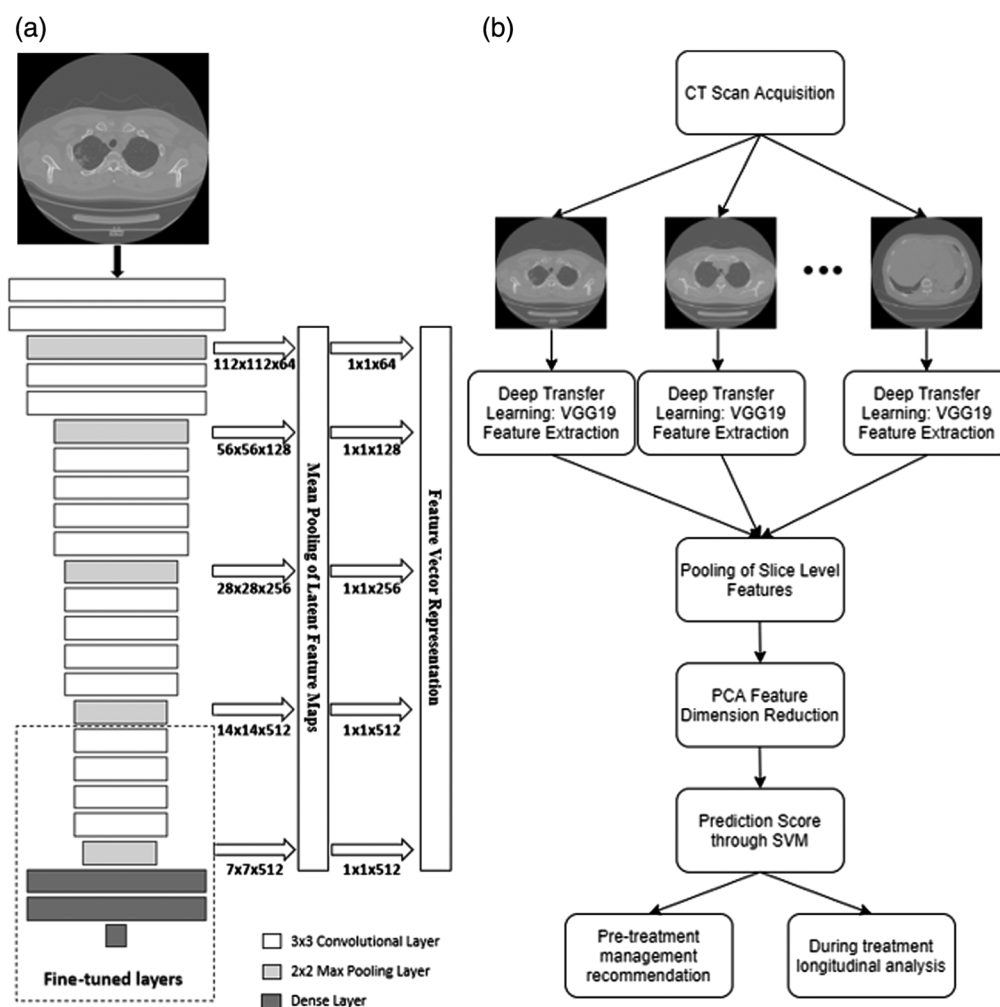 (a)
112x112x64
1x1x64
56x56x128
1x1x128
28x28x256
1x1x256
14x14x512
1x1x512
7x7x512
1x1x512
Mean Pooling of Latent Feature Maps
Feature Vector Representation
Fine-tuned layers
3x3 Convolutional Layer
2x2 Max Pooling Layer
Dense Layer
(b)
CT Scan Acquisition
Deep Transfer
Learning: VGG19
Feature Extraction
Deep Transfer
Learning: VGG19
Feature Extraction
Deep Transfer
Learning: VGG19
Feature Extraction
Pooling of Slice Level
Features
PCA Feature
Dimension Reduction
Prediction Score
through SVM
Pre-treatment
management
recommendation
During treatment
longitudinal analysis